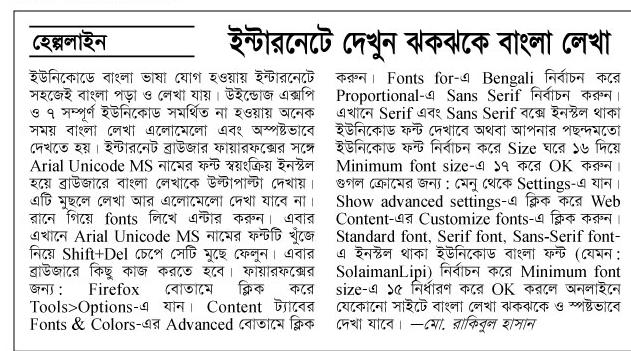 হেল্পলাইন
ইন্টারনেটে দেখুন ঝকঝকে বাংলা লেখা
ইউনিকোডে বাংলা ভাষা যোগ হওয়ায় ইন্টারনেটে
সহজেই বাংলা পড়া ও লেখা যায়। উইন্ডোজ এক্সপি
ও ৭ সম্পূর্ণ ইউনিকোড সমর্থিত না হওয়ায় অনেক
সময় বাংলা লেখা এলোমেলো এবং অস্পষ্টভাবে
দেখতে হয়। ইন্টারনেট ব্রাউজার ফায়ারফক্সের সঙ্গে
Arial Unicode MS নামের ফন্ট স্বয়ংক্রিয় ইনস্টল
হয়ে ব্রাউজারে বাংলা লেখাকে উল্টাপাল্টা দেখায়।
এটি মুছলে লেখা আর এলোমেলো দেখা যাবে না।
রানে গিয়ে fonts লিখে এন্টার করুন। এবার
এখানে Arial Unicode MS নামের ফন্টটি খুঁজে
নিয়ে Shift+Del চেপে সেটি মুছে ফেলুন। এবার
ব্রাউজারে কিছু কাজ করতে হবে। ফায়ারফক্সের
জন্য: Firefox বোতামে ক্লিক করে
Tools>Options-এ যান। Content ট্যাবের
Fonts & Colors-এর Advanced বোতামে ক্লিক
করুন। Fonts for-এ Bengali নির্বাচন করে
Proportional-এ Sans Serif নির্বাচন করুন।
এখানে Serif এবং Sans Serif বক্সে ইনস্টল থাকা
ইউনিকোড ফন্ট দেখাবে অথবা আপনার পছন্দমতো
ইউনিকোড ফন্ট নির্বাচন করে Size ঘরে ১৬ দিয়ে
Minimum font size-এ ১৭ করে OK করুন।
গুগল ক্রোমের জন্য : মেনু থেকে Settings-এ যান।
Show advanced settings-এ ক্লিক করে Web
Content-এর Customize fonts-এ ক্লিক করুন।
Standard font, Serif font, Sans-Serif font-
এ ইনস্টল থাকা ইউনিকোড বাংলা ফন্ট (যেমন :
SolaimanLipi) নির্বাচন করে Minimum font
size-এ ১৫ নির্ধারণ করে OK করলে অনলাইনে
যেকোনো সাইটে বাংলা লেখা ঝকঝকে ও স্পষ্টভাবে
দেখা যাবে। —মো. রাকিবুল হাসান